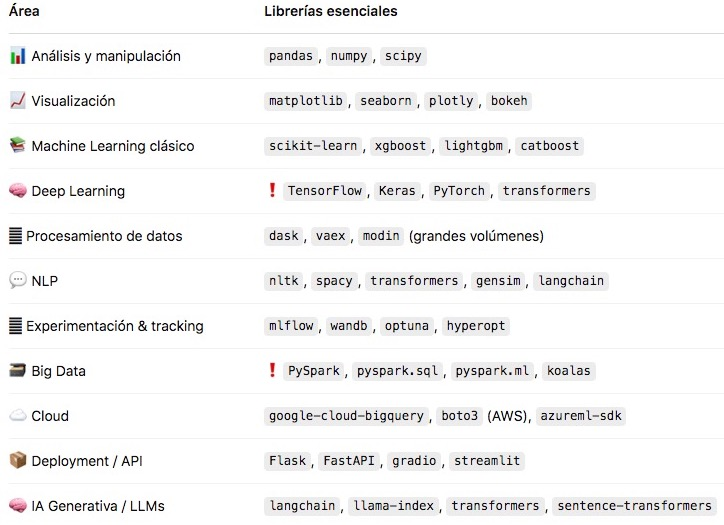 Área Librerías esenciales
📊 Análisis y manipulación pandas, numpy, scipy
📈 Visualización matplotlib, seaborn, plotly, bokeh
📚 Machine Learning clásico scikit-learn, xgboost, lightgbm, catboost
🧠 Deep Learning ❗ TensorFlow, Keras, PyTorch, transformers
Procesamiento de datos dask, vaex, modin (grandes volúmenes)
💬 NLP nltk, spacy, transformers, gensim, langchain
Experimentación & tracking mlflow, wandb, optuna, hyperopt
🗃️ Big Data ❗ PySpark, pyspark.sql, pyspark.ml, koalas
☁️ Cloud google-cloud-bigquery, boto3 (AWS), azureml-sdk
📦 Deployment / API Flask, FastAPI, gradio, streamlit
🧠 IA Generativa / LLMs langchain, llama-index, transformers, sentence-transformers